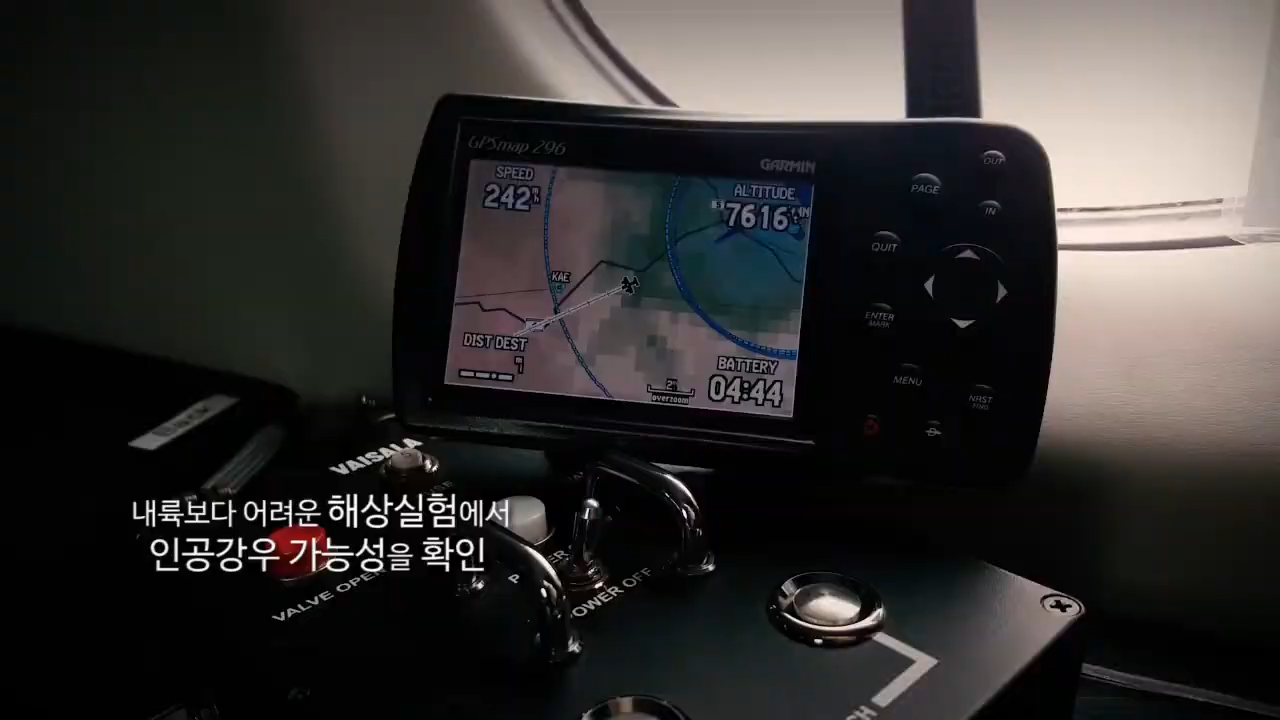 GPSmap 296
GARMIN
SPEED
242
ALTITUDE
7616
KAE
DIST DEST
BATTERY
04:44
overzoom
OUT
PAGE
IN
QUIT
ENTER
MARK
MENU
NRST
FIND
VAISALA
내륙보다 어려운 해상실험에서
인공강우 가능성을 확인
VALVE OPEN
POWER OFF